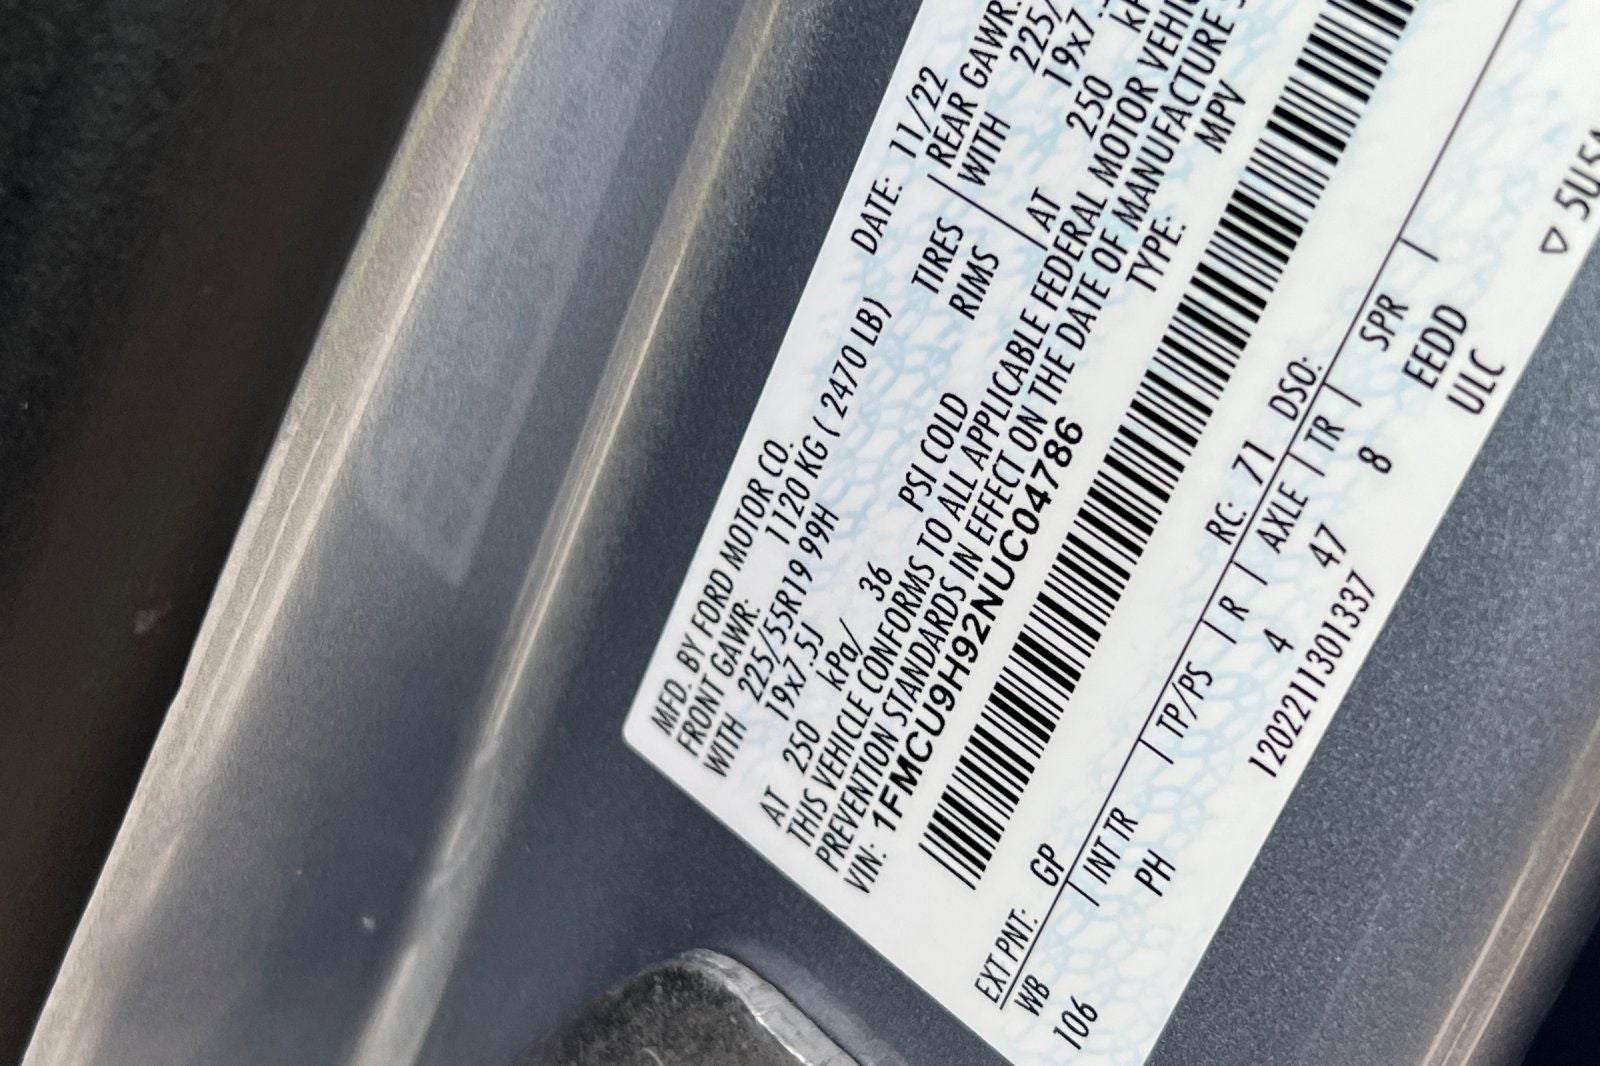 MFD. BY FORD MOTOR CO.
DATE: 11/22
FRONT GAWR: 1120 KG ( 2470 LB)
REAR GAWR:
WITH 225/55R19 99H TIRES WITH 225/
19x7.5J RIMS 19x7.
AT 250 kPa/ 36 PSI COLD AT 250
THIS VEHICLE CONFORMS TO ALL APPLICABLE FEDERAL MOTOR
PREVENTION STANDARDS IN EFFECT ON THE DATE OF MANUFACTURE
VIN: 1FMCU9H92NUC04786 TYPE: MPV
EXT PNT: GP RC: 71 DSO:
WB | INT TR | TP/PS | R | AXLE | TR | SPR |
106 PH 4 47 8 EEDD
1202211301337 ULC
▽ 5U5A